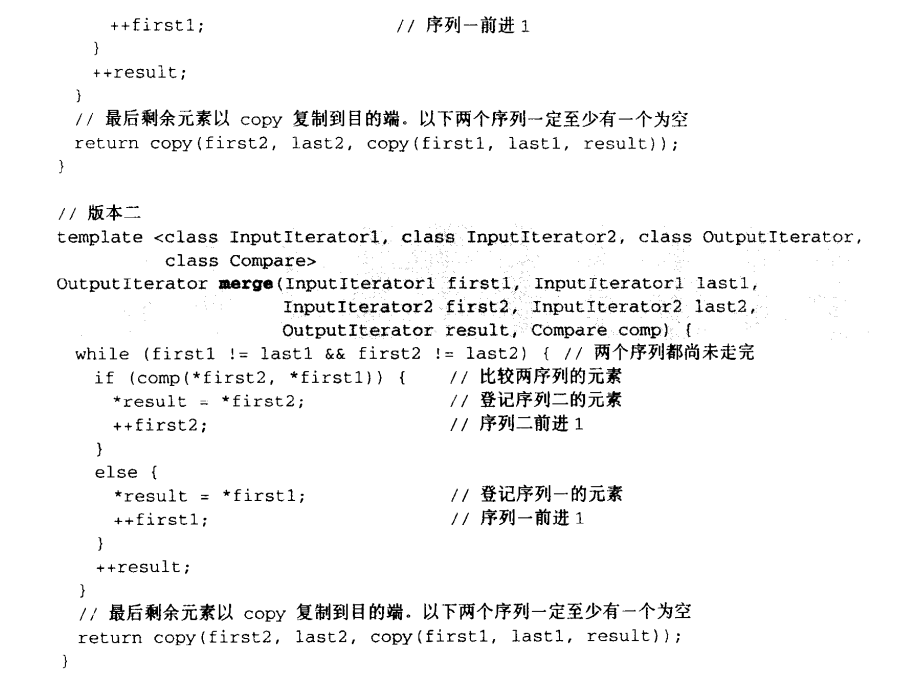 ++first1; // 序列一前进 1
}
++result;
}
// 最后剩余元素以 copy 复制到目的端。以下两个序列一定至少有一个为空
return copy(first2, last2, copy(first1, last1, result));
}
// 版本二
template <class InputIterator1, class InputIterator2, class OutputIterator,
class Compare>
OutputIterator merge(InputIterator1 first1, InputIterator1 last1,
InputIterator2 first2, InputIterator2 last2,
OutputIterator result, Compare comp) {
while (first1 != last1 && first2 != last2) { // 两个序列都尚未走完
if (comp(*first2, *first1)) { // 比较两序列的元素
*result = *first2; // 登记序列二的元素
++first2; // 序列二前进 1
}
else {
*result = *first1; // 登记序列一的元素
++first1; // 序列一前进 1
}
++result;
}
// 最后剩余元素以 copy 复制到目的端。以下两个序列一定至少有一个为空
return copy(first2, last2, copy(first1, last1, result));
}